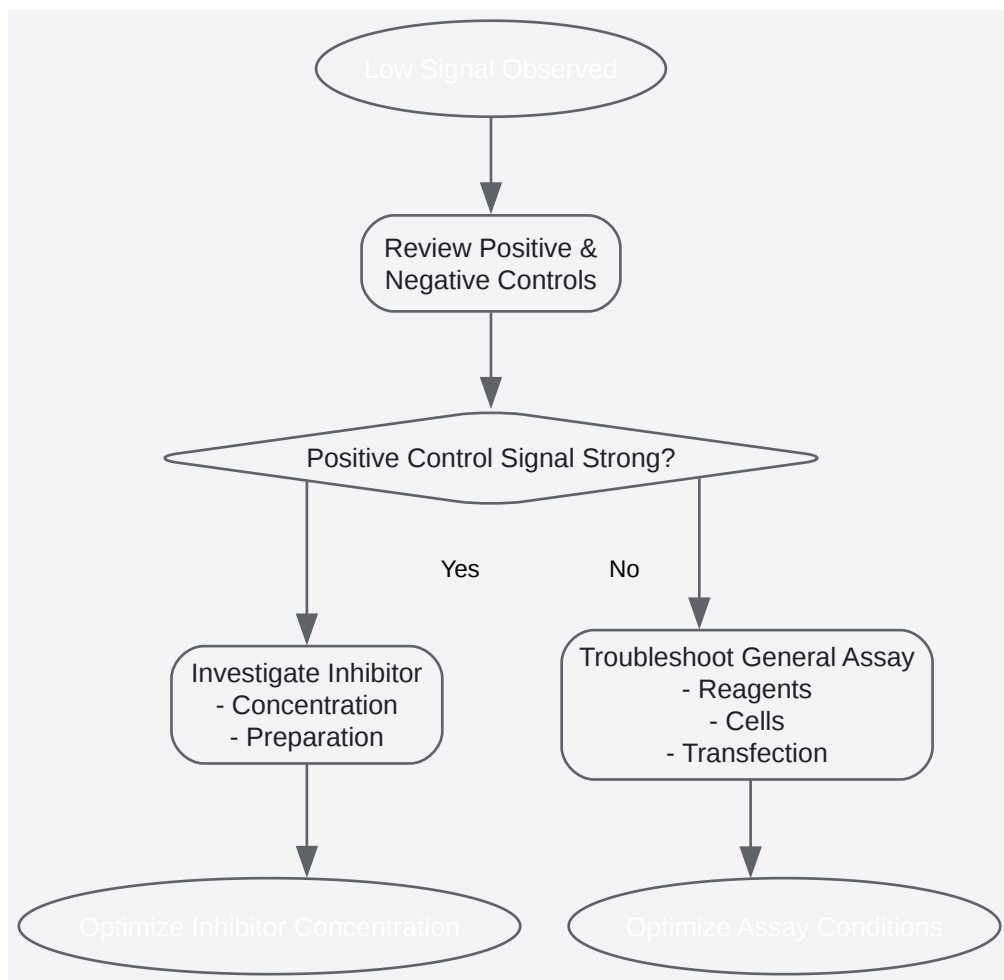 Low Signal Observed
Review Positive &
Negative Controls
Positive Control Signal Strong?
Yes
No
Investigate Inhibitor
- Concentration
- Preparation
Troubleshoot General Assay
- Reagents
- Cells
- Transfection
Optimize Inhibitor Concentration
Optimize Assay Conditions